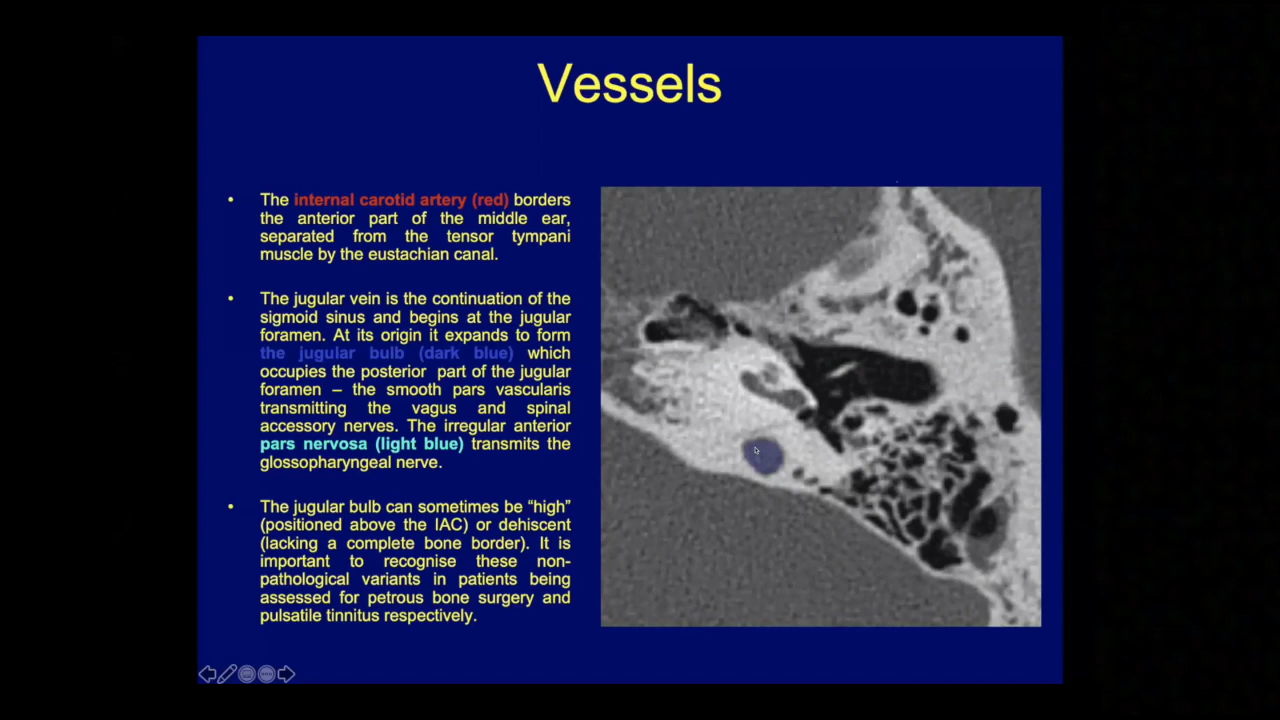 Vessels
• The internal carotid artery (red) borders
the anterior part of the middle ear,
separated from the tensor tympani
muscle by the eustachian canal.
• The jugular vein is the continuation of the
sigmoid sinus and begins at the jugular
foramen. At its origin it expands to form
the jugular bulb (dark blue) which
occupies the posterior part of the jugular
foramen – the smooth pars vascularis
transmitting the vagus and spinal
accessory nerves. The irregular anterior
pars nervosa (light blue) transmits the
glossopharyngeal nerve.
• The jugular bulb can sometimes be “high”
(positioned above the IAC) or dehiscent
(lacking a complete bone border). It is
important to recognise these non-
pathological variants in patients being
assessed for petrous bone surgery and
pulsatile tinnitus respectively.